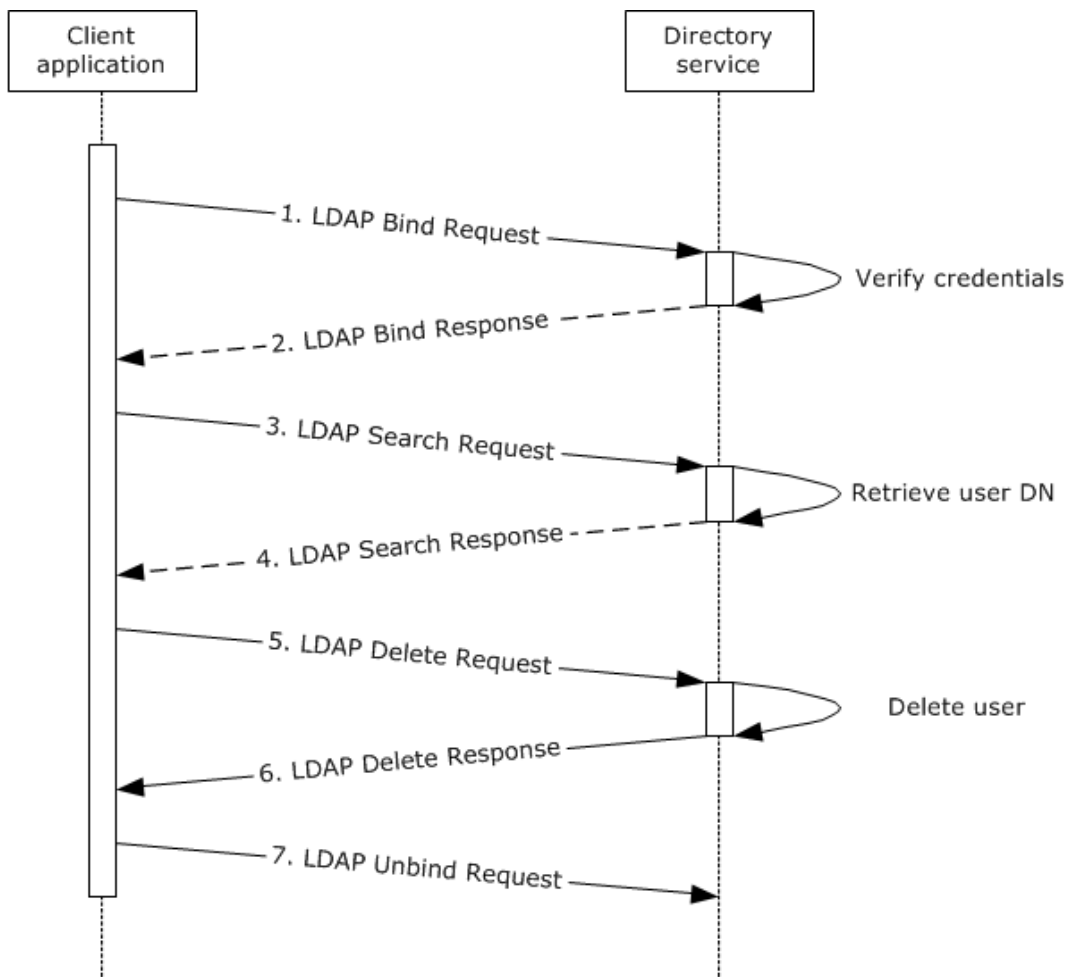 Client
application
Directory
service
1. LDAP Bind Request
Verify credentials
2. LDAP Bind Response
3. LDAP Search Request
Retrieve user DN
4. LDAP Search Response
5. LDAP Delete Request
Delete user
6. LDAP Delete Response
7. LDAP Unbind Request